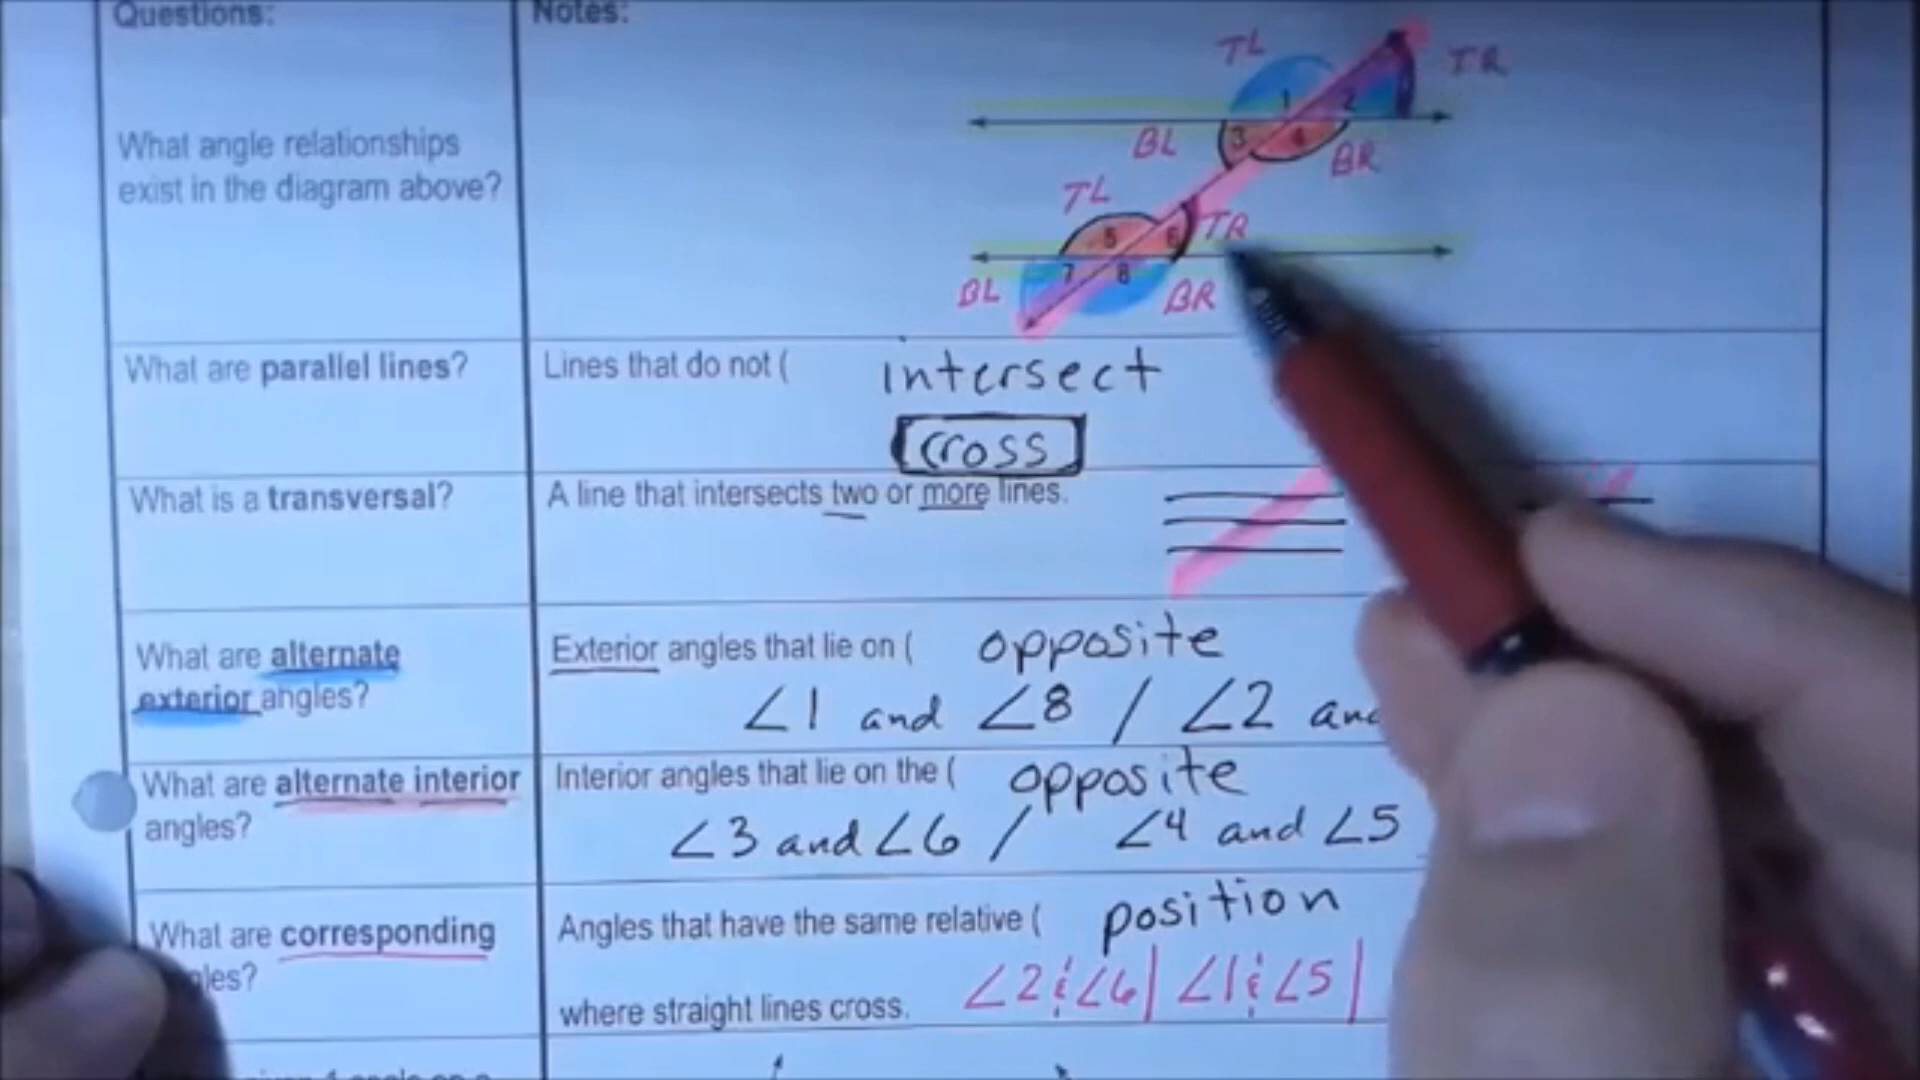 Questions:
Notes:
What angle relationships
exist in the diagram above?
TL
TR
1
2
BL
3
4
BR
TL
5
6
TR
BL
7
8
BR
What are parallel lines?
Lines that do not (
intersect
cross
What is a transversal?
A line that intersects two or more lines.
What are alternate
exterior angles?
Exterior angles that lie on (
opposite
∠1 and ∠8 / ∠2
What are alternate interior
angles?
Interior angles that lie on the (
opposite
∠3 and ∠6 / ∠4 and ∠5
What are corresponding
Angles that have the same relative (
position
where straight lines cross.
∠2 & ∠6 | ∠1 & ∠5 |